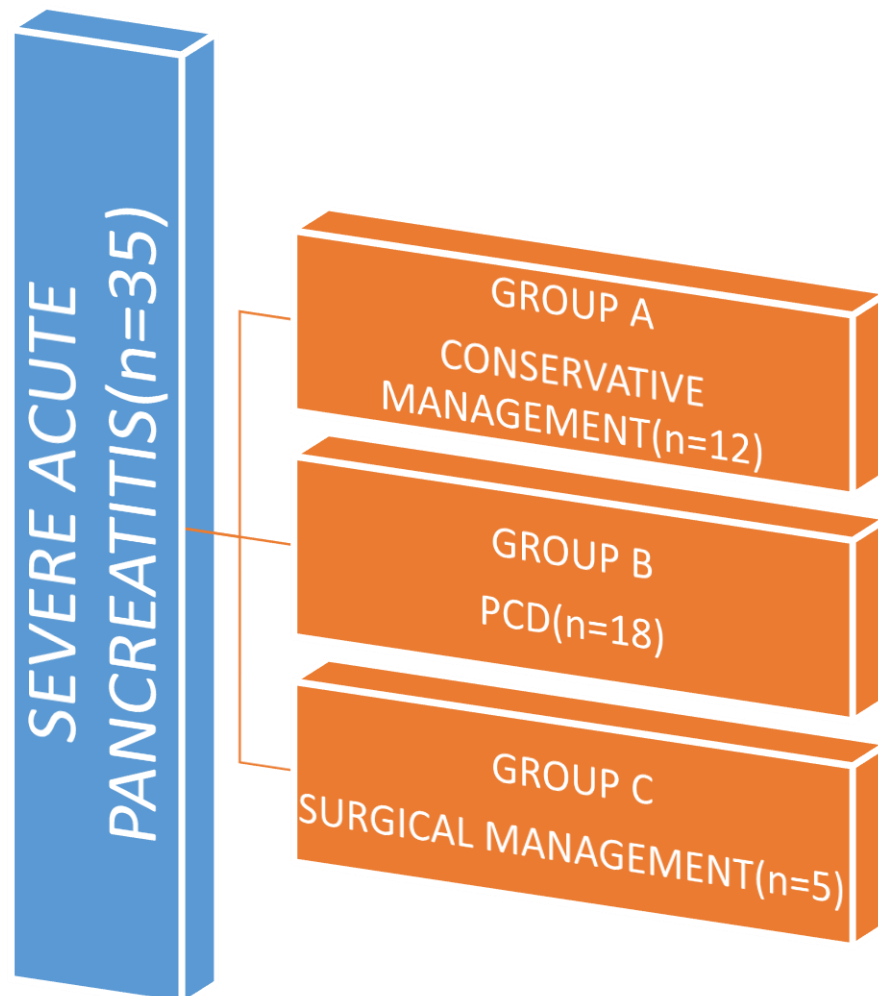 SEVERE ACUTE
PANCREATITIS(n=35)
GROUP A
CONSERVATIVE
MANAGEMENT(n=12)
GROUP B
PCD(n=18)
GROUP C
SURGICAL MANAGEMENT(n=5)